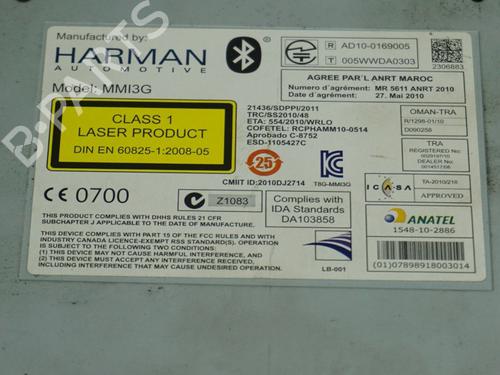 Manufactured by:
HARMAN
AUTOMOTIVE
Model: MMI3G
R AD10-0169005
T 005WWDA0303
2306883
AGREE PAR'L ANRT MAROC
Numero d'agrément: MR 5611 ANRT 2010
Date d'agrément: 27. Mai 2010
CLASS 1
LASER PRODUCT
DIN EN 60825-1:2008-05
21436/SDPPI/2011
TRC/SS2010/48
ETA: 554/2010/WRLO
COFETEL: RCPHAMM10-0514
Aprobado C-8752
ESD-1105427C
OMAN-TRA
R/1298-01/10
D090258
TRA
REGISTERED No
0029197/10
DEALER No
0014517/06
25
CMIIT ID:2010DJ2714
T8G-MMI3G
ICASA
TA-2010/216
APPROVED
CE 0700
N
Z1083
Complies with
IDA Standards
DA103858
ANATEL
1548-10-2886
(01)07898918003014
THIS PRODUCT COMPLIES WITH DHHS RULES 21 CFR
SUBCHAPTER J APPLICABLE TO THE DATE OF MANUFACTURE.
THIS DEVICE COMPLIES WITH PART 15 OF THE FCC RULES AND WITH
INDUSTRY CANADA LICENCE-EXEMPT RSS STANDARD(S).
OPERATION IS SUBJECT TO THE FOLLOWING TWO CONDITIONS:
(1) THIS DEVICE MAY NOT CAUSE HARMFUL INTERFERENCE, AND
(2) THIS DEVICE MUST ACCEPT ANY INTERFERENCE RECEIVED,
INCLUDING INTERFERENCE THAT MAY CAUSE UNDESIRED OPERATION.
LB-001
B-PARTS